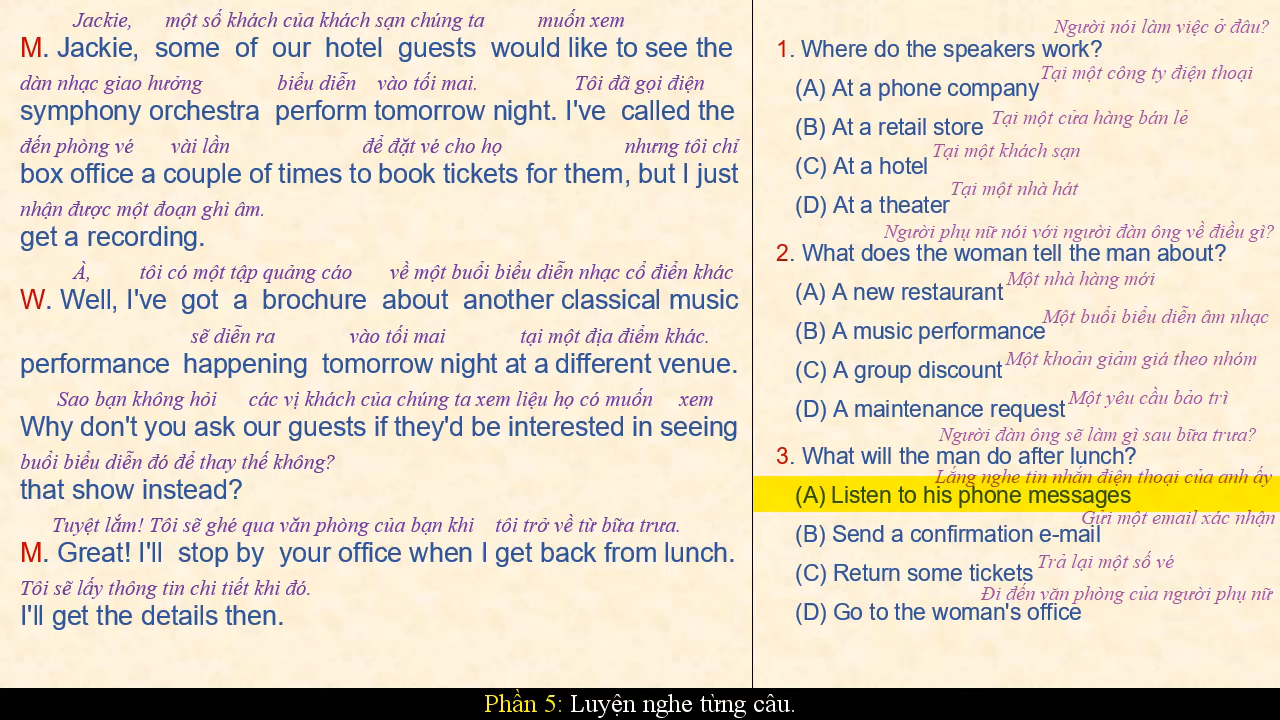 Jackie, một số khách của khách sạn chúng ta muốn xem
M. Jackie, some of our hotel guests would like to see the
dàn nhạc giao hưởng biểu diễn vào tối mai. Tôi đã gọi điện
symphony orchestra perform tomorrow night. I've called the
đến phòng vé vài lần để đặt vé cho họ nhưng tôi chỉ
box office a couple of times to book tickets for them, but I just
nhận được một đoạn ghi âm.
get a recording.
À, tôi có một tập quảng cáo về một buổi biểu diễn nhạc cổ điển khác
W. Well, I've got a brochure about another classical music
sẽ diễn ra vào tối mai tại một địa điểm khác.
performance happening tomorrow night at a different venue.
Sao bạn không hỏi các vị khách của chúng ta xem liệu họ có muốn xem
Why don't you ask our guests if they'd be interested in seeing
buổi biểu diễn đó để thay thế không?
that show instead?
Tuyệt lắm! Tôi sẽ ghé qua văn phòng của bạn khi tôi trở về từ bữa trưa.
M. Great! I'll stop by your office when I get back from lunch.
Tôi sẽ lấy thông tin chi tiết khi đó.
I'll get the details then.
Người nói làm việc ở đâu?
1. Where do the speakers work?
(A) At a phone company Tại một công ty điện thoại
(B) At a retail store Tại một cửa hàng bán lẻ
(C) At a hotel Tại một khách sạn
(D) At a theater Tại một nhà hát
Người phụ nữ nói với người đàn ông về điều gì?
2. What does the woman tell the man about?
(A) A new restaurant Một nhà hàng mới
(B) A music performance Một buổi biểu diễn âm nhạc
(C) A group discount Một khoản giảm giá theo nhóm
(D) A maintenance request Một yêu cầu bảo trì
Người đàn ông sẽ làm gì sau bữa trưa?
3. What will the man do after lunch?
Lắng nghe tin nhắn điện thoại của anh ấy
(A) Listen to his phone messages
Gửi một email xác nhận
(B) Send a confirmation e-mail
(C) Return some tickets Trả lại một số vé
Đi đến văn phòng của người phụ nữ
(D) Go to the woman's office
Phần 5: Luyện nghe từng câu.